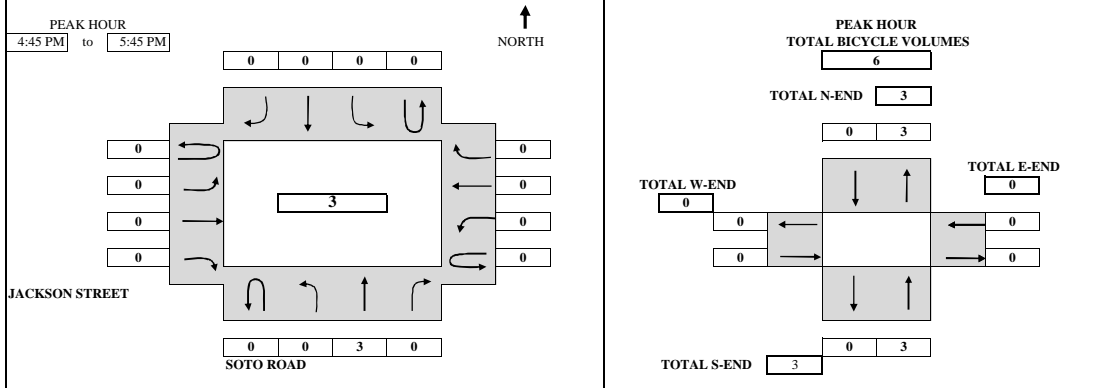 PEAK HOUR
4:45 PM to 5:45 PM
NORTH
0 0 0 0
0 0
0 0
3
0 0
0 0
JACKSON STREET
0 0 3 0
SOTO ROAD
PEAK HOUR
TOTAL BICYCLE VOLUMES
6
TOTAL N-END 3
0 3
TOTAL E-END
0
TOTAL W-END
0
0 0
0 0
0 3
TOTAL S-END 3